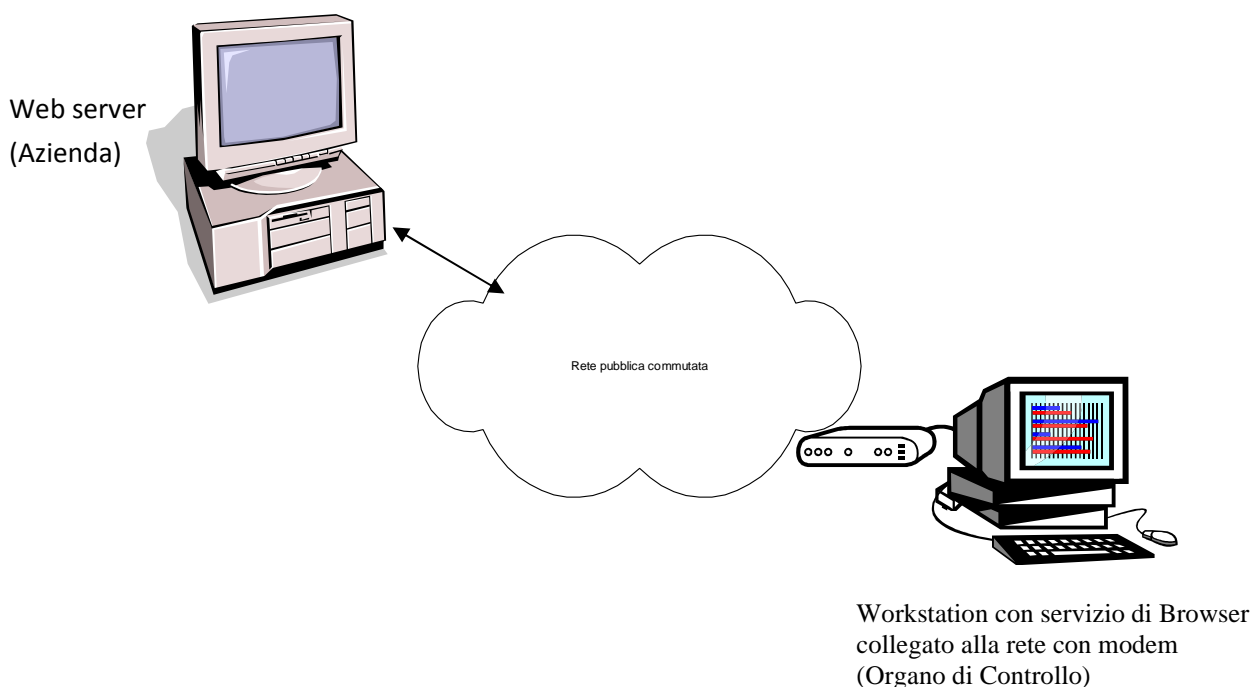 Web server
(Azienda)
Rete pubblica commutata
Workstation con servizio di Browser
collegato alla rete con modem
(Organo di Controllo)